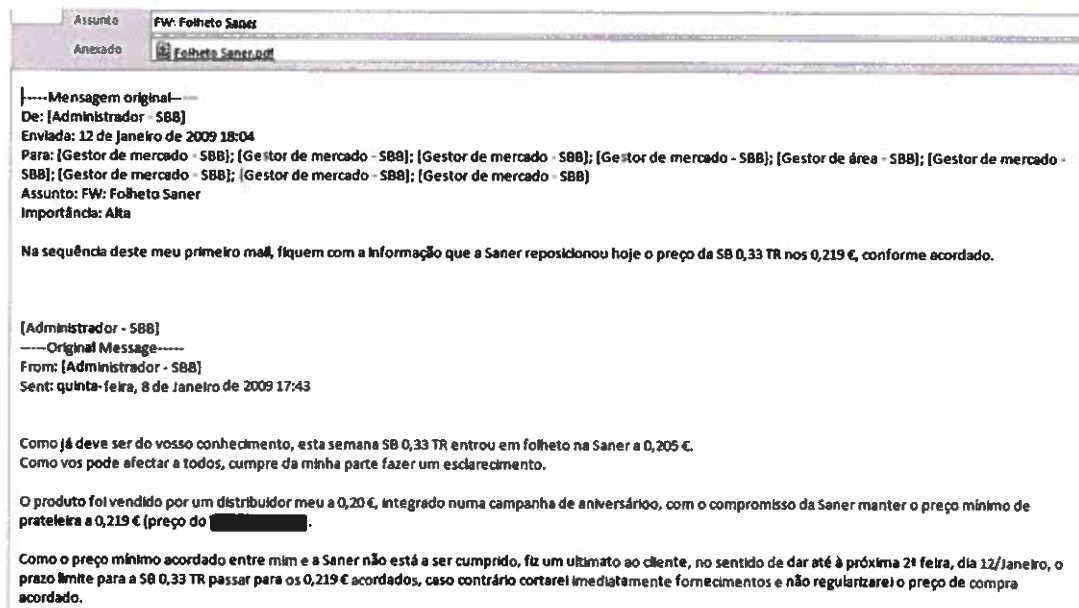 Assunto FW: Folheto Saner
Anexado Folheto Saner.pdf
-----Mensagem original-----
De: [Administrador - SBB]
Enviada: 12 de Janeiro de 2009 18:04
Para: [Gestor de mercado - SBB]; [Gestor de mercado - SBB]; [Gestor de mercado - SBB]; [Gestor de mercado - SBB]; [Gestor de área - SBB]; [Gestor de mercado -
SBB]; [Gestor de mercado - SBB]; [Gestor de mercado - SBB]; [Gestor de mercado - SBB]
Assunto: FW: Folheto Saner
Importância: Alta
Na sequência deste meu primeiro mail, fiquem com a informação que a Saner reposicionou hoje o preço da SB 0,33 TR nos 0,219 €, conforme acordado.
[Administrador - SBB]
-----Original Message-----
From: [Administrador - SBB]
Sent: quinta-feira, 8 de Janeiro de 2009 17:43
Como já deve ser do vosso conhecimento, esta semana SB 0,33 TR entrou em folheto na Saner a 0,205 €.
Como vos pode afectar a todos, cumpre da minha parte fazer um esclarecimento.
O produto foi vendido por um distribuidor meu a 0,20 €, integrado numa campanha de aniversárioo, com o compromisso da Saner manter o preço mínimo de
prateleira a 0,219 € (preço do .
Como o preço mínimo acordado entre mim e a Saner não está a ser cumprido, fiz um ultimato ao cliente, no sentido de dar até à próxima 2ª feira, dia 12/Janeiro, o
prazo limite para a SB 0,33 TR passar para os 0,219 € acordados, caso contrário cortarei imediatamente fornecimentos e não regularizarei o preço de compra
acordado.